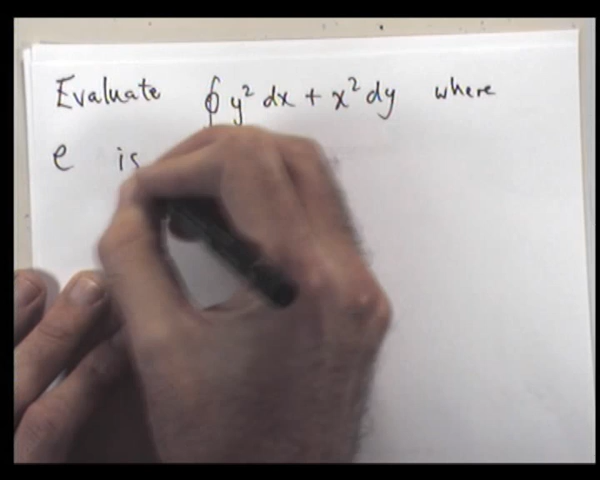 Evaluate ∮ y² dx + x² dy where
C is